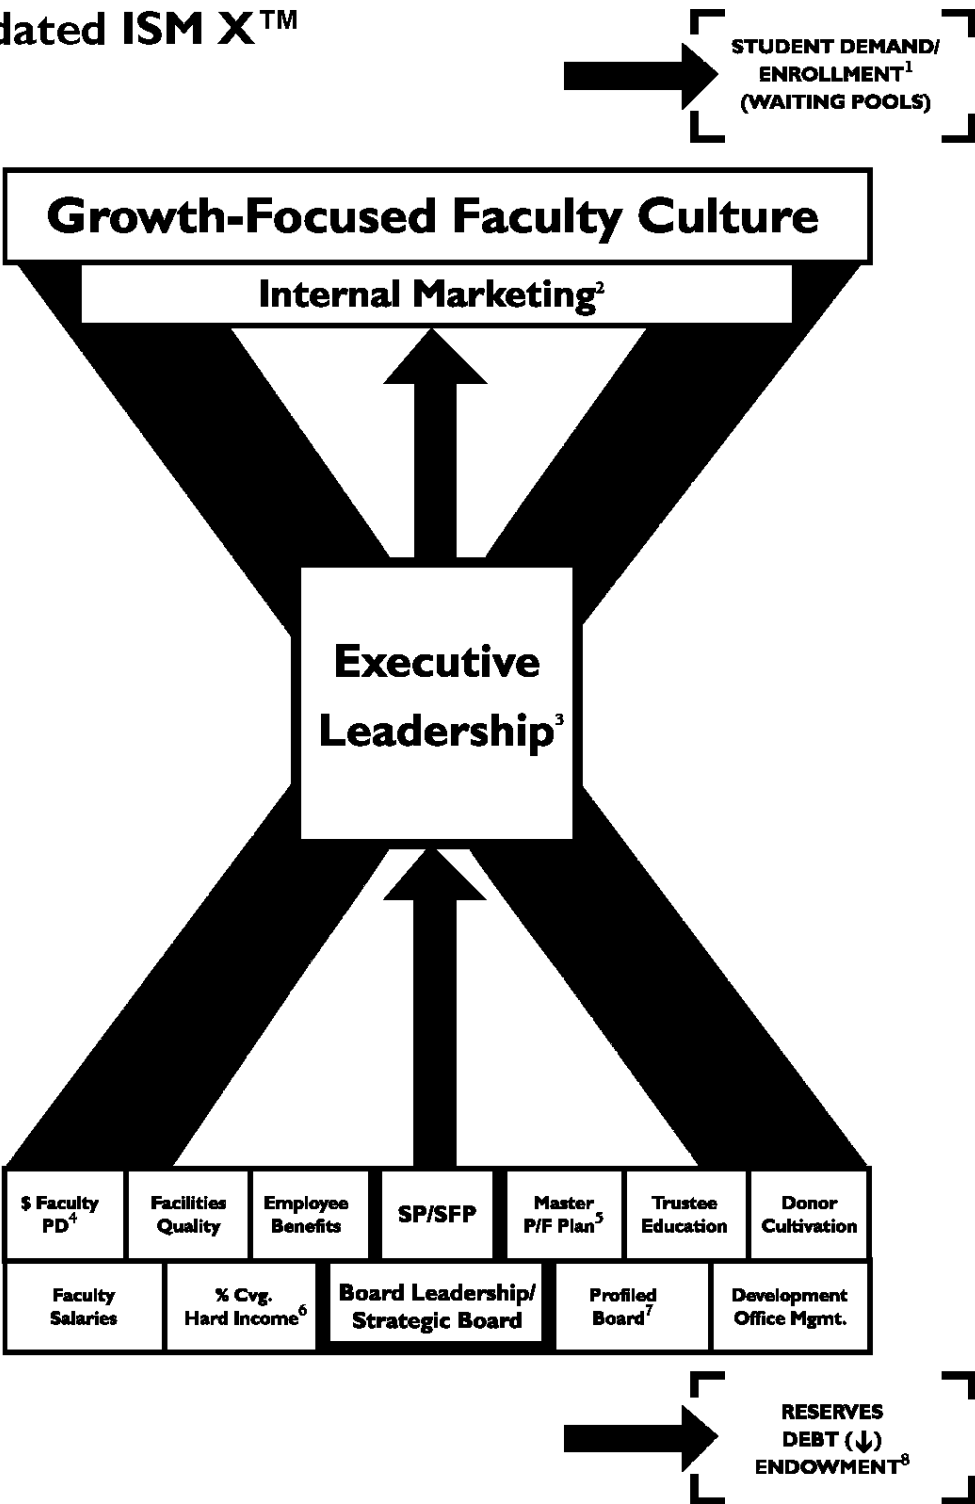 dated ISM X™
STUDENT DEMAND/
ENROLLMENT¹
(WAITING POOLS)
Growth-Focused Faculty Culture
Internal Marketing²
Executive
Leadership³
$ Faculty
PD⁴
Facilities
Quality
Employee
Benefits
SP/SFP
Master
P/F Plan⁵
Trustee
Education
Donor
Cultivation
Faculty
Salaries
% Cvg.
Hard Income⁶
Board Leadership/
Strategic Board
Profiled
Board⁷
Development
Office Mgmt.
RESERVES
DEBT (↓)
ENDOWMENT⁸